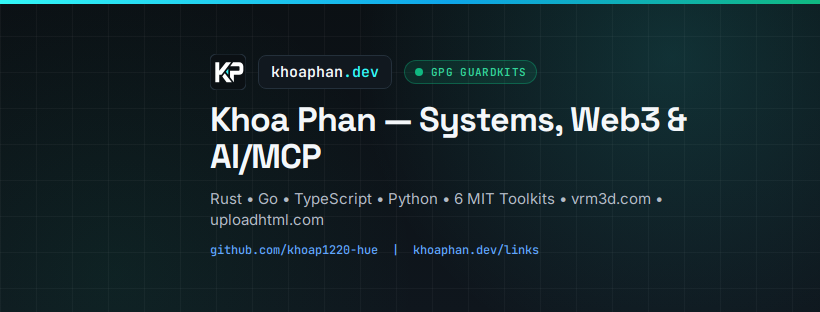 KP
khoaphan.dev
GPG GUARDKITS
Khoa Phan — Systems, Web3 &
AI/MCP
Rust • Go • TypeScript • Python • 6 MIT Toolkits • vrm3d.com •
uploadhtml.com
github.com/khoap1220-hue | khoaphan.dev/links